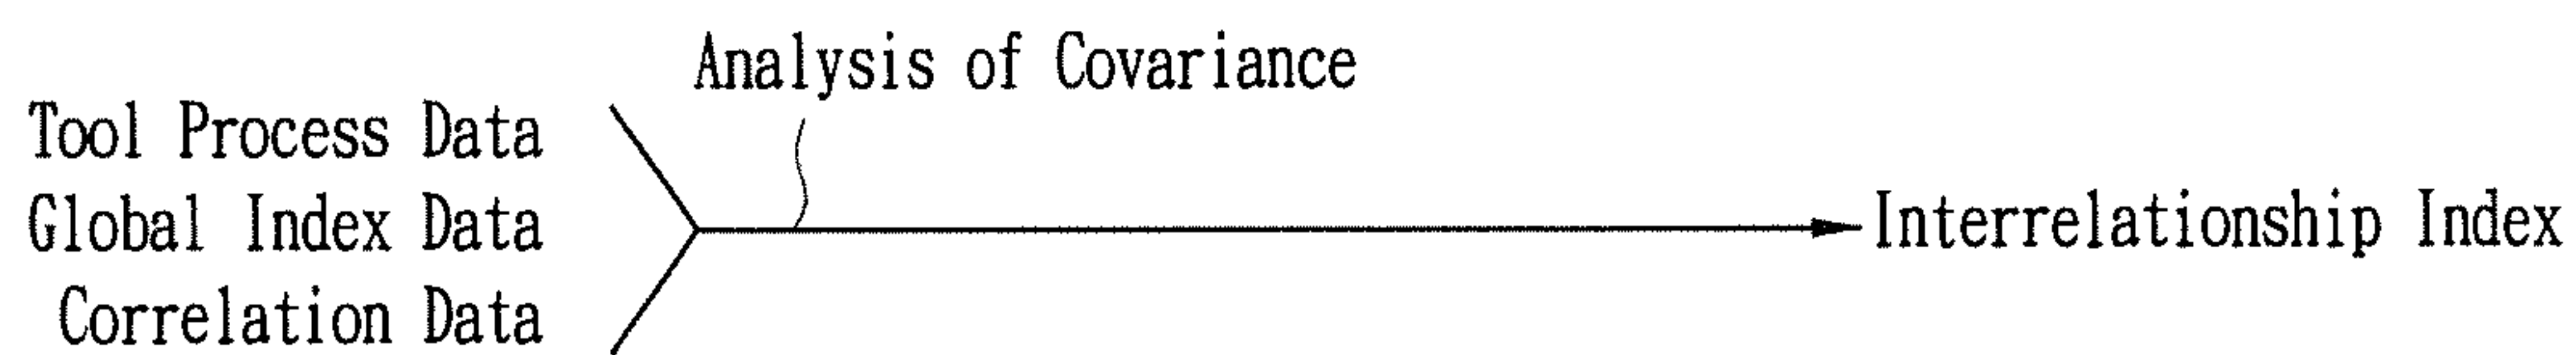 Analysis of Covariance
Tool Process Data
Global Index Data
Correlation Data
Interrelationship Index